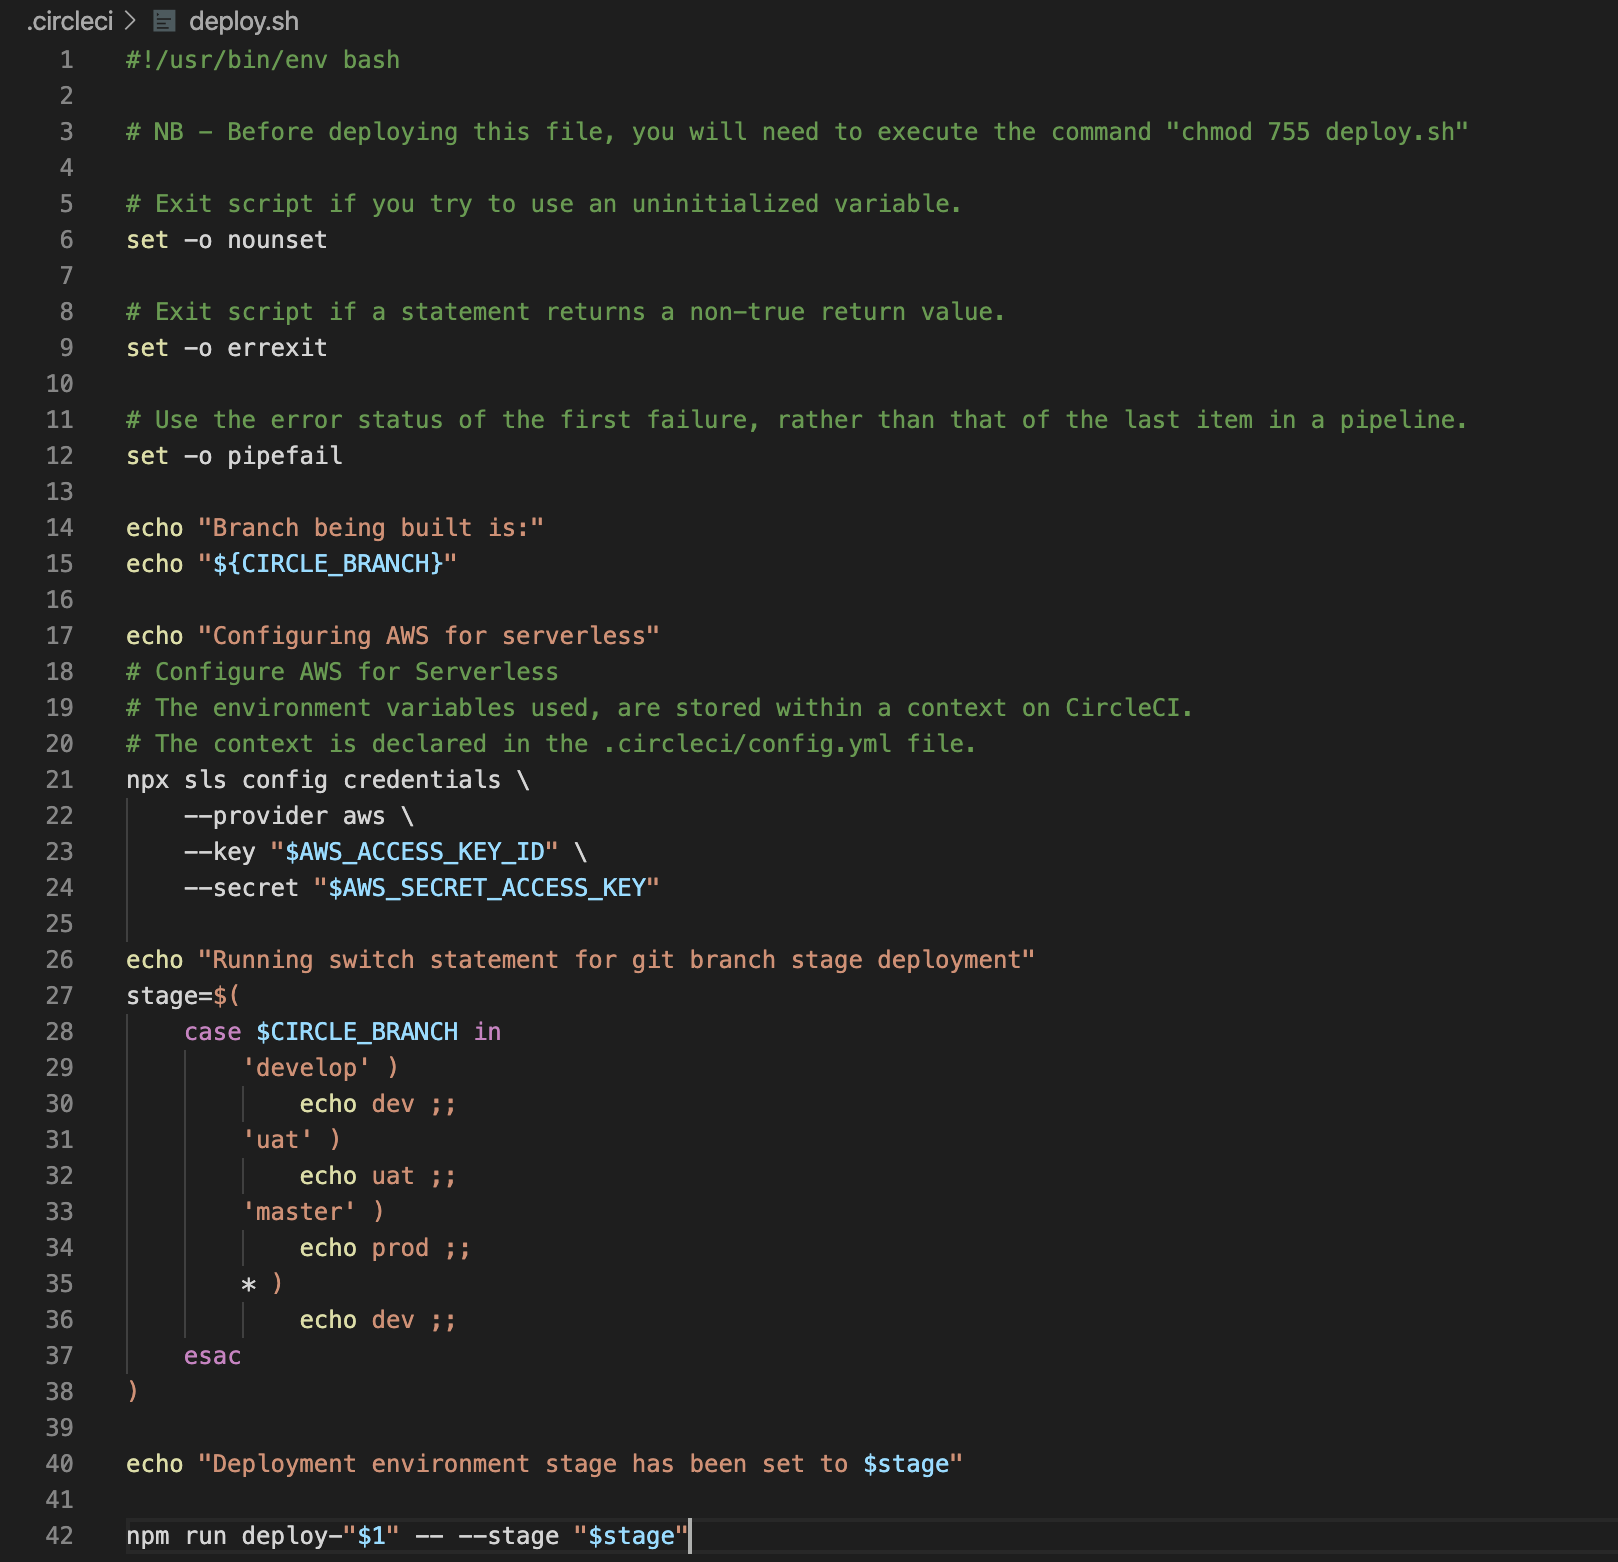 .circleci > deploy.sh
1 #!/usr/bin/env bash
2
3 # NB - Before deploying this file, you will need to execute the command "chmod 755 deploy.sh"
4
5 # Exit script if you try to use an uninitialized variable.
6 set -o nounset
7
8 # Exit script if a statement returns a non-true return value.
9 set -o errexit
10
11 # Use the error status of the first failure, rather than that of the last item in a pipeline.
12 set -o pipefail
13
14 echo "Branch being built is:"
15 echo "${CIRCLE_BRANCH}"
16
17 echo "Configuring AWS for serverless"
18 # Configure AWS for Serverless
19 # The environment variables used, are stored within a context on CircleCI.
20 # The context is declared in the .circleci/config.yml file.
21 npx sls config credentials \
22     --provider aws \
23     --key "$AWS_ACCESS_KEY_ID" \
24     --secret "$AWS_SECRET_ACCESS_KEY"
25
26 echo "Running switch statement for git branch stage deployment"
27 stage=$(
28     case $CIRCLE_BRANCH in
29         'develop' )
30             echo dev ;;
31         'uat' )
32             echo uat ;;
33         'master' )
34             echo prod ;;
35         * )
36             echo dev ;;
37     esac
38 )
39
40 echo "Deployment environment stage has been set to $stage"
41
42 npm run deploy-"$1" -- --stage "$stage"